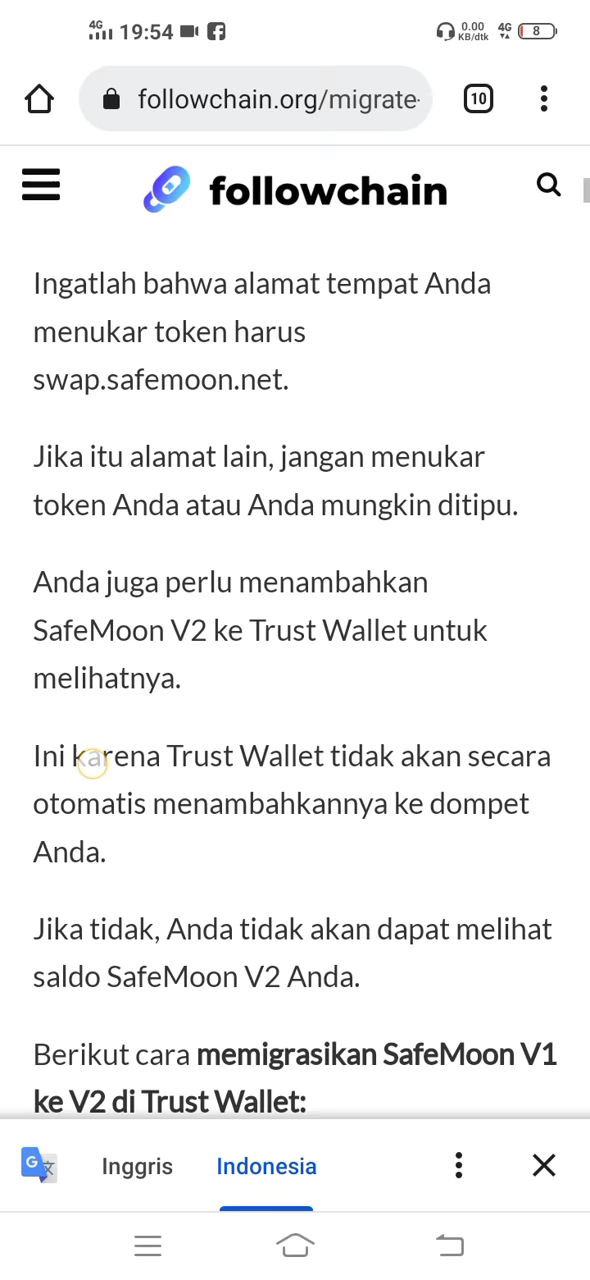 4G 19:54 0.00 KB/dtk 4G 8
followchain.org/migrate- 10
followchain
Ingatlah bahwa alamat tempat Anda
menukar token harus
swap.safemoon.net.
Jika itu alamat lain, jangan menukar
token Anda atau Anda mungkin ditipu.
Anda juga perlu menambahkan
SafeMoon V2 ke Trust Wallet untuk
melihatnya.
Ini karena Trust Wallet tidak akan secara
otomatis menambahkannya ke dompet
Anda.
Jika tidak, Anda tidak akan dapat melihat
saldo SafeMoon V2 Anda.
Berikut cara memigrasikan SafeMoon V1
ke V2 di Trust Wallet:
G 文 Inggris Indonesia